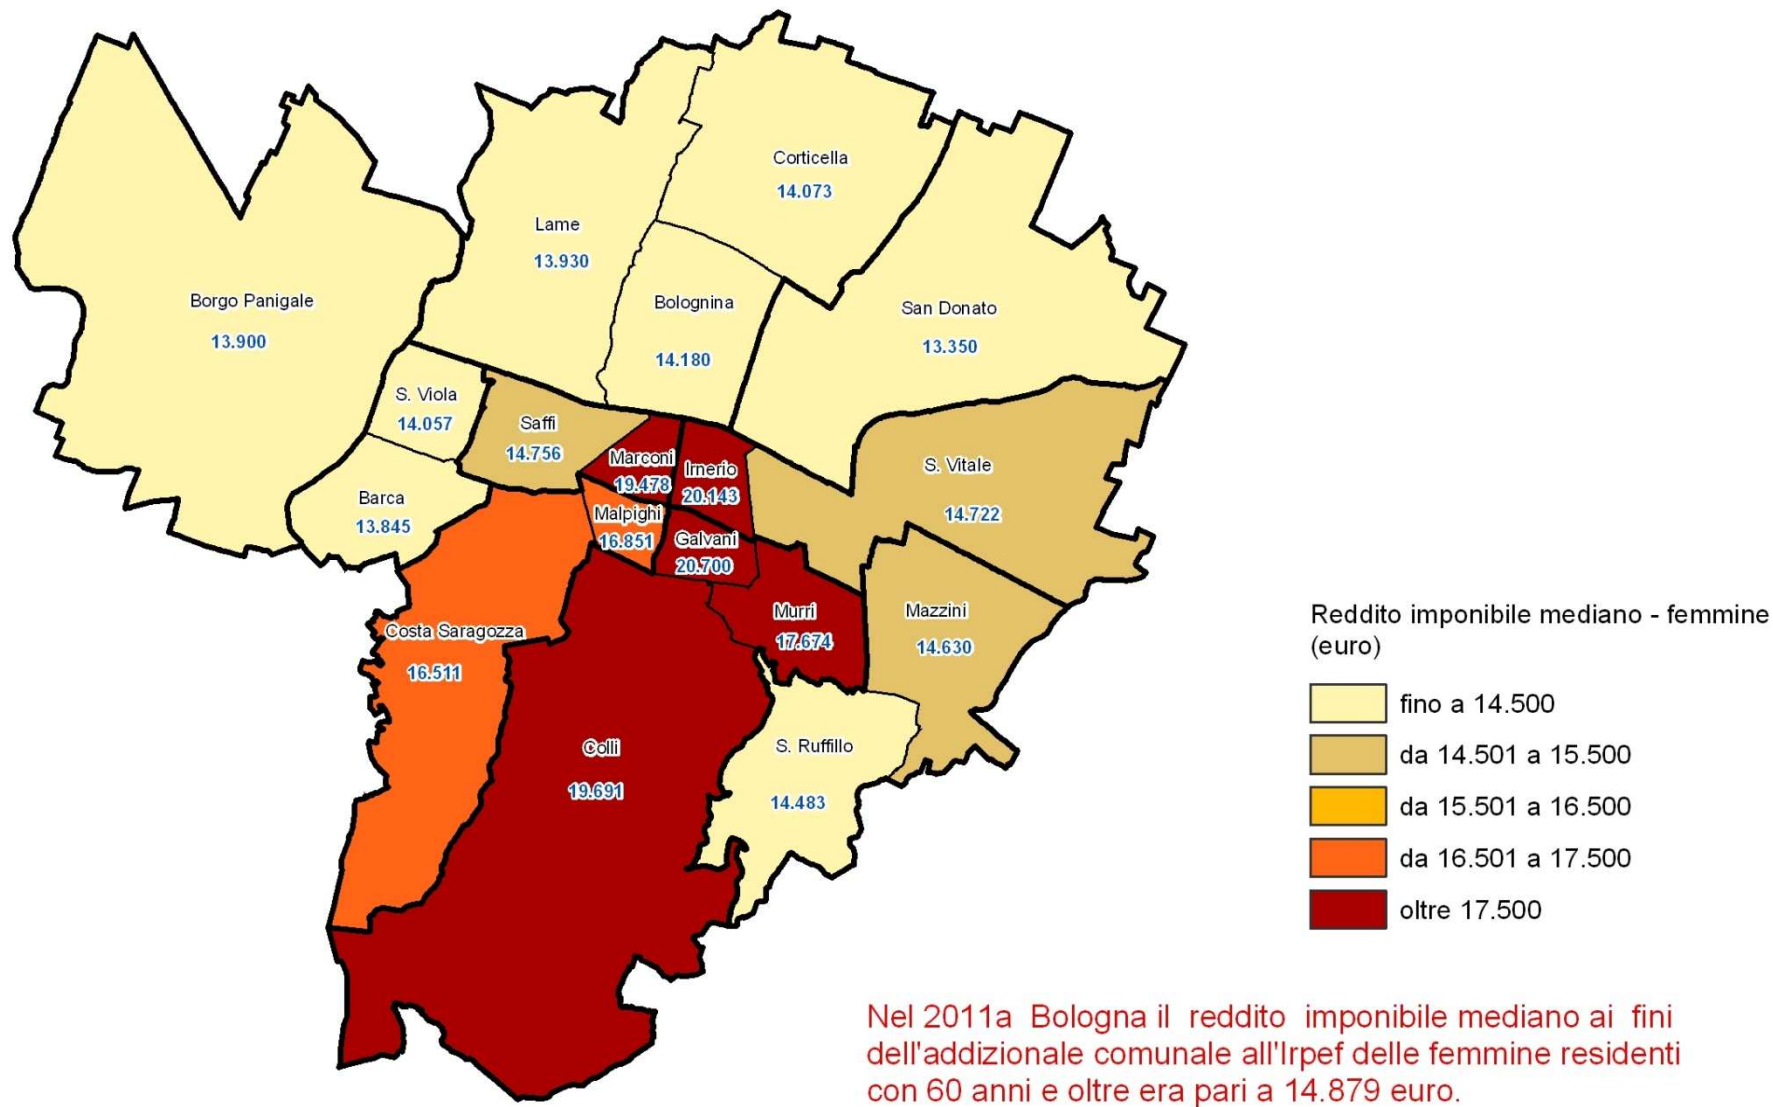 Corticella
14.073
Lame
13.930
Borgo Panigale
13.900
Bolognina
14.180
San Donato
13.350
S. Viola
14.057
Saffi
14.756
Marconi
19.478
Irnerio
20.143
S. Vitale
14.722
Barca
13.845
Malpighi
16.851
Galvani
20.700
Murri
17.674
Mazzini
14.630
Costa Saragozza
16.511
Colli
19.691
S. Ruffillo
14.483
Reddito imponibile mediano - femmine
(euro)
fino a 14.500
da 14.501 a 15.500
da 15.501 a 16.500
da 16.501 a 17.500
oltre 17.500
Nel 2011a Bologna il reddito imponibile mediano ai fini
dell'addizionale comunale all'Irpef delle femmine residenti
con 60 anni e oltre era pari a 14.879 euro.